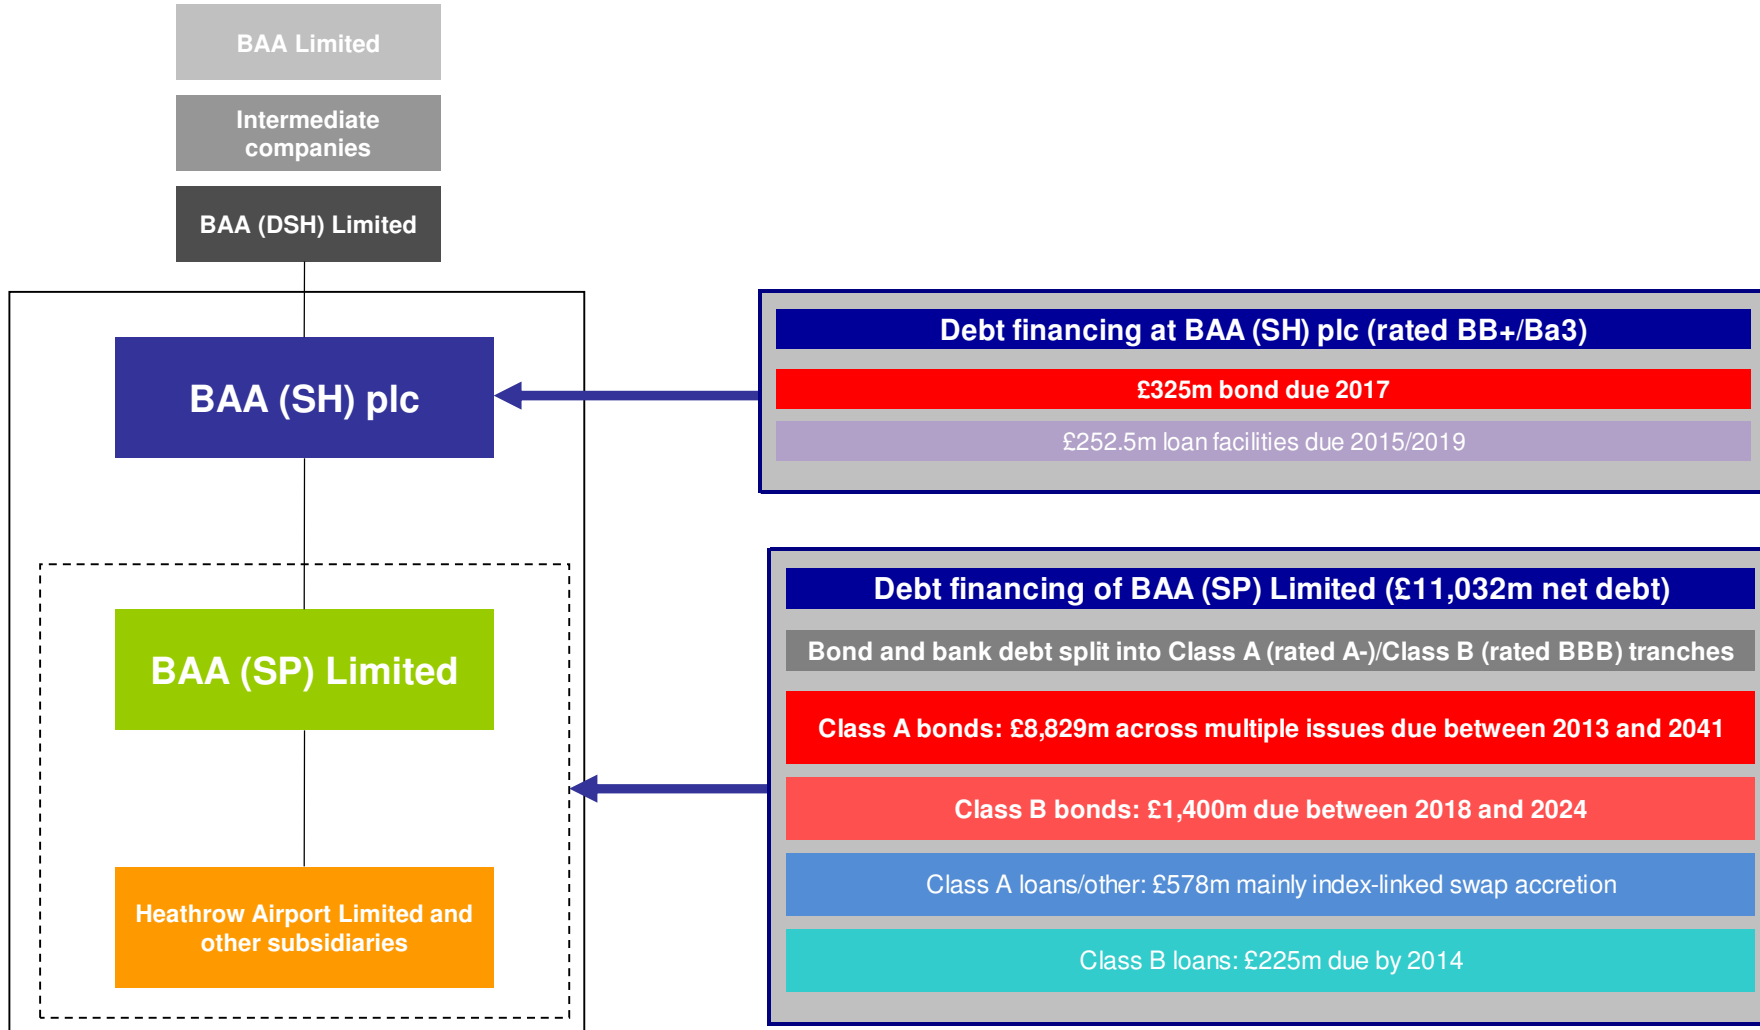 BAA Limited
Intermediate
companies
BAA (DSH) Limited
BAA (SH) plc
BAA (SP) Limited
Heathrow Airport Limited and
other subsidiaries
Debt financing at BAA (SH) plc (rated BB+/Ba3)
£325m bond due 2017
£252.5m loan facilities due 2015/2019
Debt financing of BAA (SP) Limited (£11,032m net debt)
Bond and bank debt split into Class A (rated A-)/Class B (rated BBB) tranches
Class A bonds: £8,829m across multiple issues due between 2013 and 2041
Class B bonds: £1,400m due between 2018 and 2024
Class A loans/other: £578m mainly index-linked swap accretion
Class B loans: £225m due by 2014